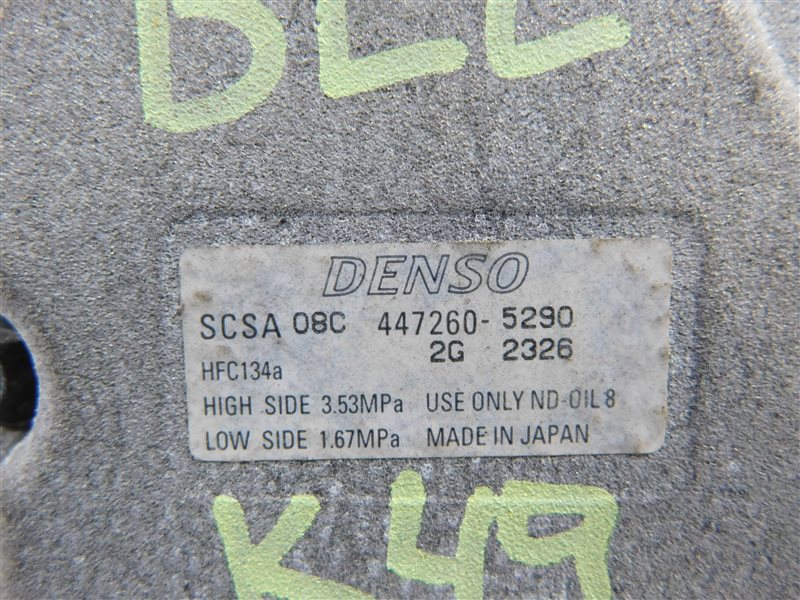 DENSO
SCSA 08C 447260-5290
2G 2326
HFC134a
HIGH SIDE 3.53MPa USE ONLY ND-OIL 8
LOW SIDE 1.67MPa MADE IN JAPAN
K49